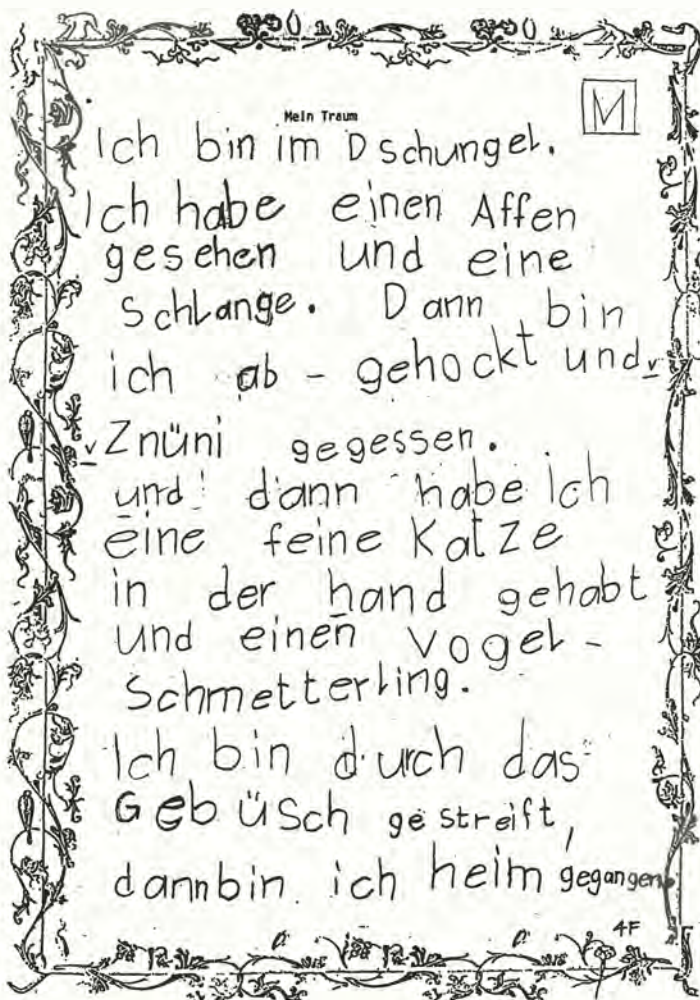 Mein Traum
M
Ich bin im Dschungel.
Ich habe einen Affen
gesehen und eine
Schlange. Dann bin
ich ab - gehockt und
Znüni gegessen.
und dann habe ich
eine feine Katze
in der hand gehabt
und einen Vogel-
Schmetterling.
Ich bin durch das
Gebüsch gestreift,
dannbin ich heim gegangen.
4F